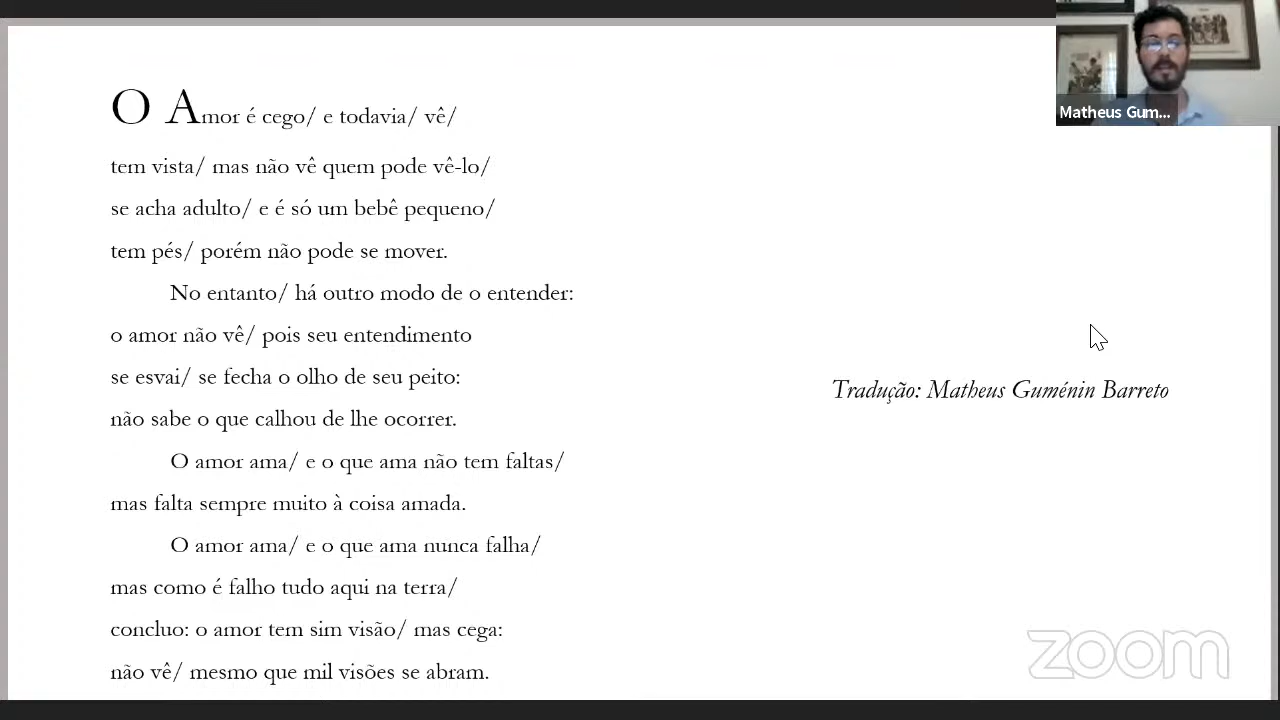 O Amor é cego/ e todavia/ vê/
tem vista/ mas não vê quem pode vê-lo/
se acha adulto/ e é só um bebê pequeno/
tem pés/ porém não pode se mover.
No entanto/ há outro modo de o entender:
o amor não vê/ pois seu entendimento
se esvai/ se fecha o olho de seu peito:
não sabe o que calhou de lhe ocorrer.
O amor ama/ e o que ama não tem faltas/
mas falta sempre muito à coisa amada.
O amor ama/ e o que ama nunca falha/
mas como é falho tudo aqui na terra/
concluo: o amor tem sim visão/ mas cega:
não vê/ mesmo que mil visões se abram.
Tradução: Matheus Guménin Barreto
Matheus Gum...
zoom